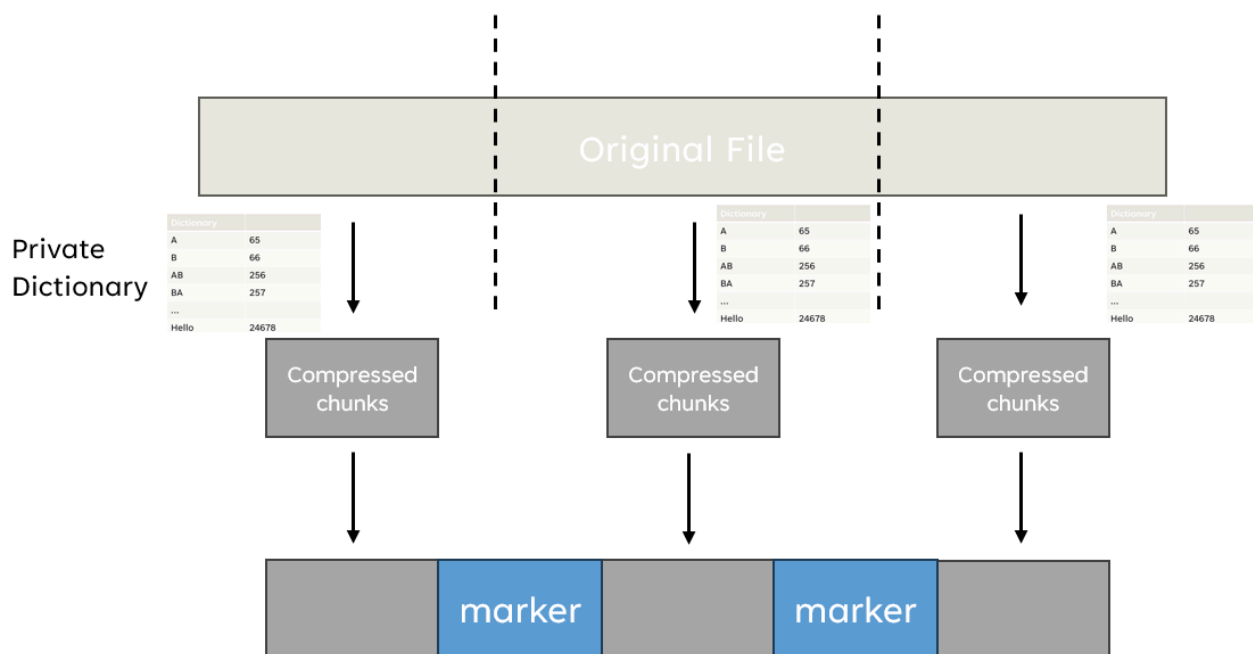 Original File
Private
Dictionary
Dictionary
A 65
B 66
AB 256
BA 257
...
Hello 24678
Dictionary
A 65
B 66
AB 256
BA 257
...
Hello 24678
Dictionary
A 65
B 66
AB 256
BA 257
...
Hello 24678
Compressed
chunks
Compressed
chunks
Compressed
chunks
marker
marker